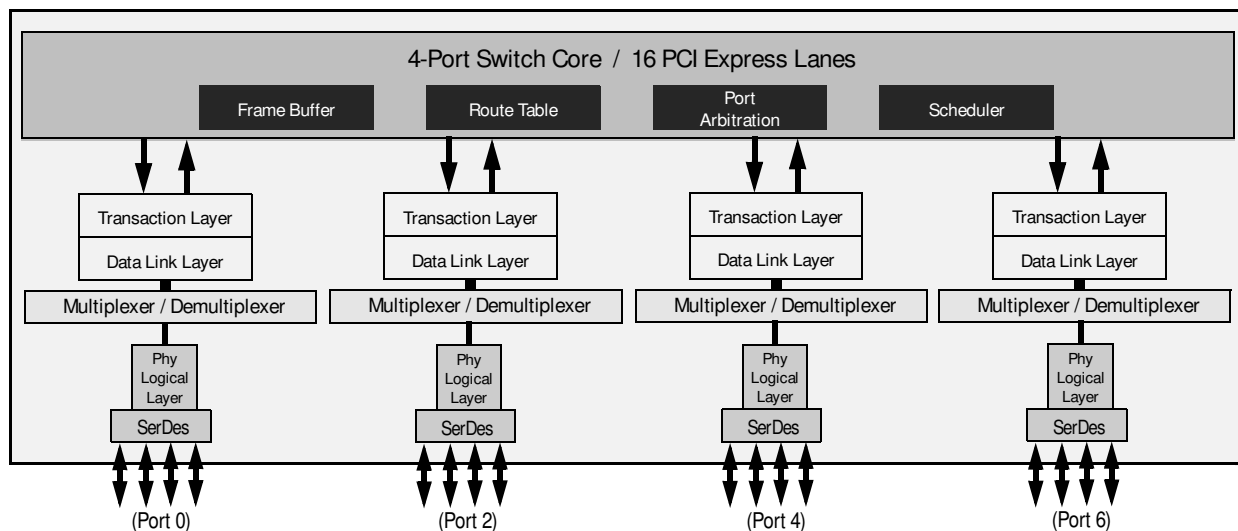 4-Port Switch Core / 16 PCI Express Lanes
Frame Buffer
Route Table
Port
Arbitration
Scheduler
Transaction Layer
Transaction Layer
Transaction Layer
Transaction Layer
Data Link Layer
Data Link Layer
Data Link Layer
Data Link Layer
Multiplexer / Demultiplexer
Multiplexer / Demultiplexer
Multiplexer / Demultiplexer
Multiplexer / Demultiplexer
Phy
Logical
Layer
Phy
Logical
Layer
Phy
Logical
Layer
Phy
Logical
Layer
SerDes
SerDes
SerDes
SerDes
(Port 0)
(Port 2)
(Port 4)
(Port 6)